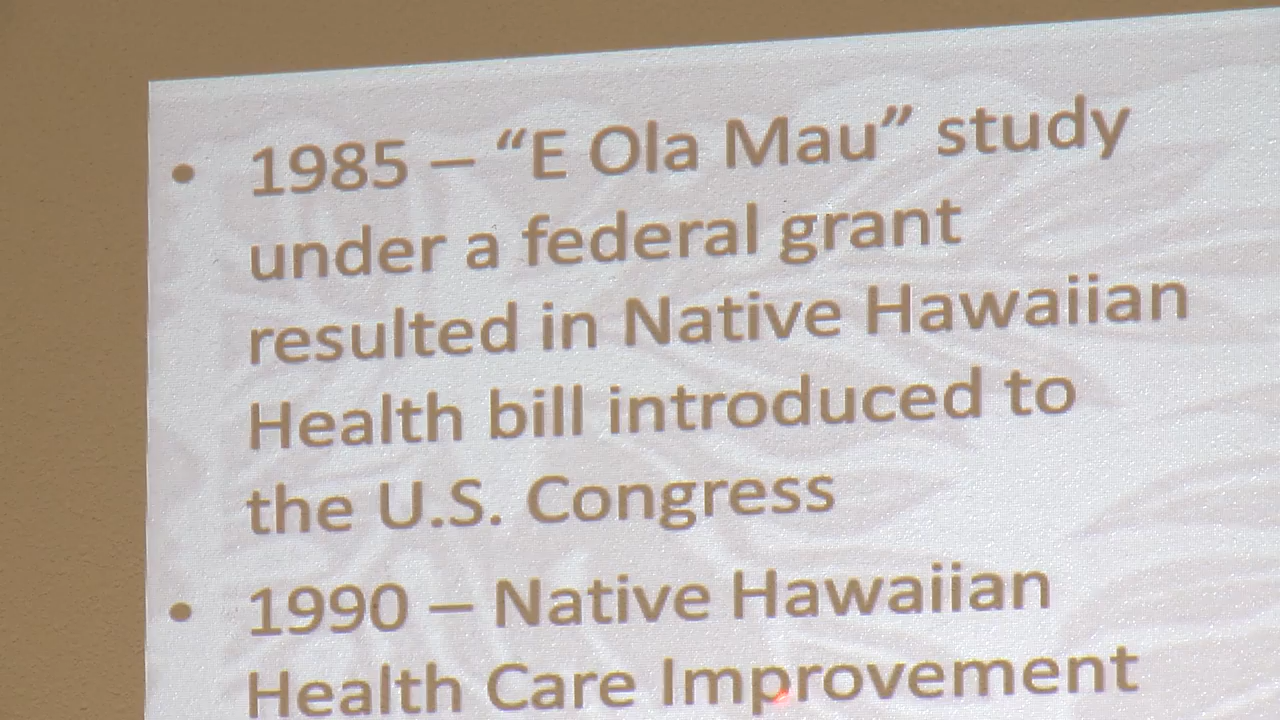 • 1985 – “E Ola Mau” study
under a federal grant
resulted in Native Hawaiian
Health bill introduced to
the U.S. Congress
• 1990 – Native Hawaiian
Health Care Improvement